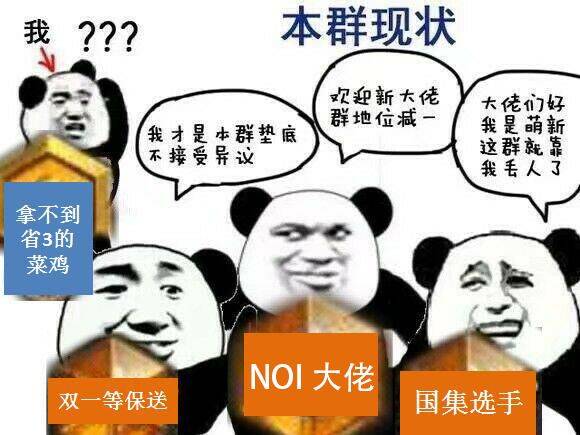 本群现状
我 ???
我才是本群垫底
不接受异议
欢迎新大佬
群地位减一
大佬们好
我是萌新
这群就靠
我丢人了
拿不到
省3的
菜鸡
双一等保送
NOI 大佬
国集选手